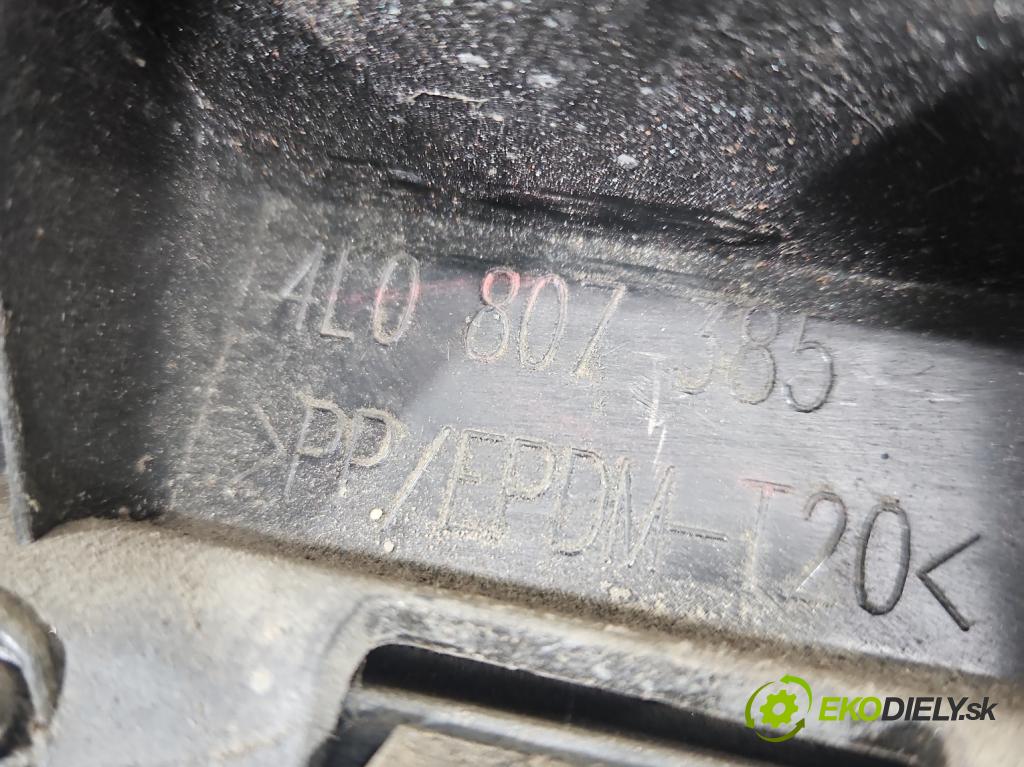 4L0 807 385
>PP/EPDM-T20<
EKODIELY.sk